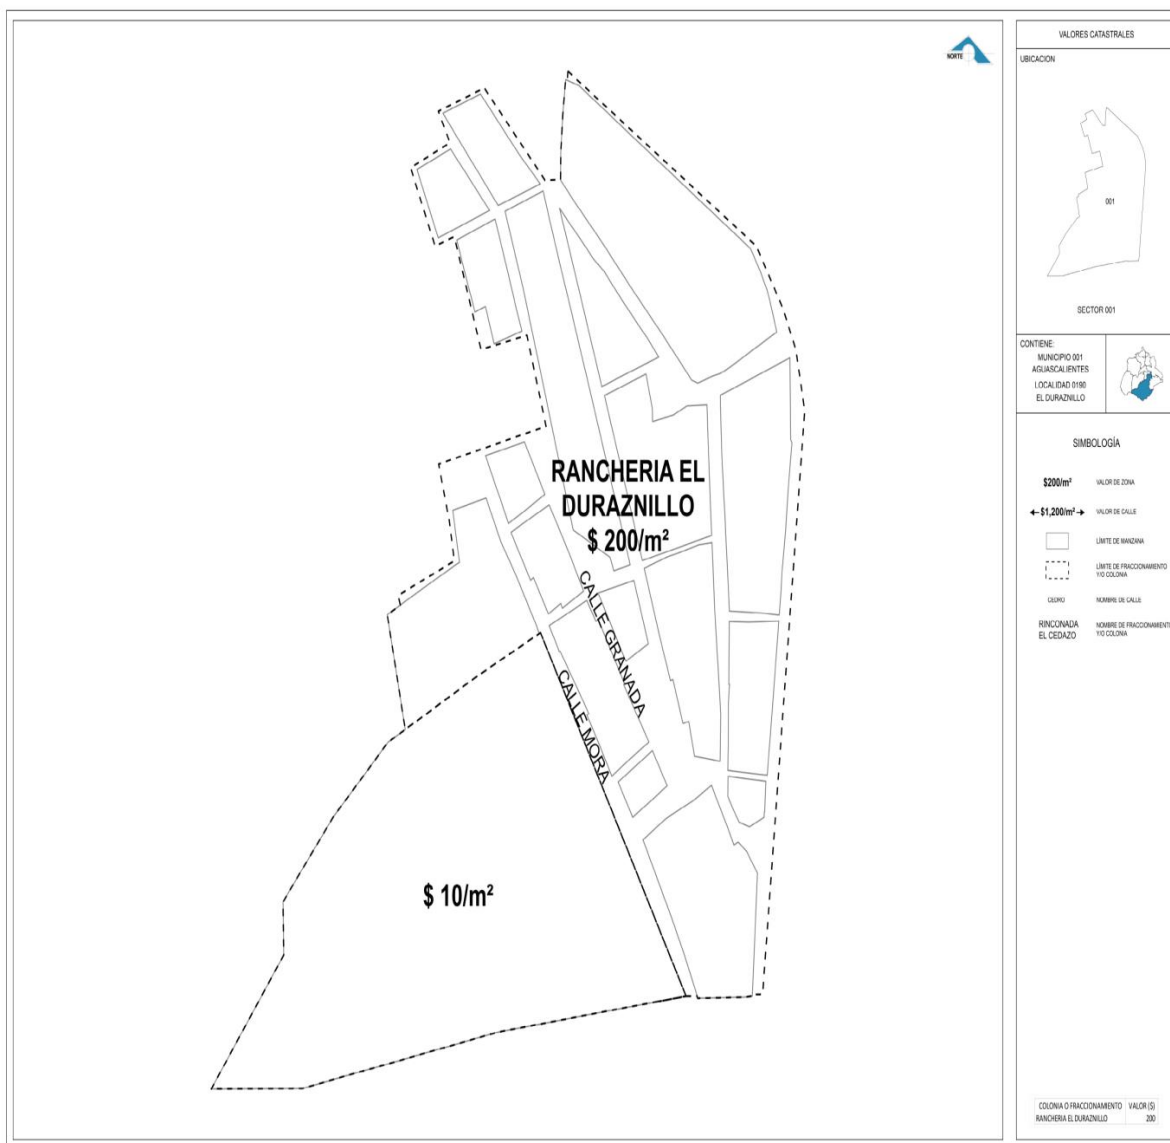 NORTE
RANCHERIA EL
DURAZNILLO
$ 200/m²
CALLE GRANADA
CALLE MORA
$ 10/m²
VALORES CATASTRALES
UBICACION
001
SECTOR 001
CONTIENE:
MUNICIPIO 001
AGUASCALIENTES
LOCALIDAD 0190
EL DURAZNILLO
SIMBOLOGÍA
$200/m² VALOR DE ZONA
$1,200/m² VALOR DE CALLE
LÍMITE DE MANZANA
LÍMITE DE FRACCIONAMIENTO
Y/O COLONIA
CEDRO NOMBRE DE CALLE
RINCONADA
EL CEDAZO
NOMBRE DE FRACCIONAMIENTO
Y/O COLONIA
COLONIA O FRACCIONAMIENTO VALOR ($)
RANCHERIA EL DURAZNILLO 200